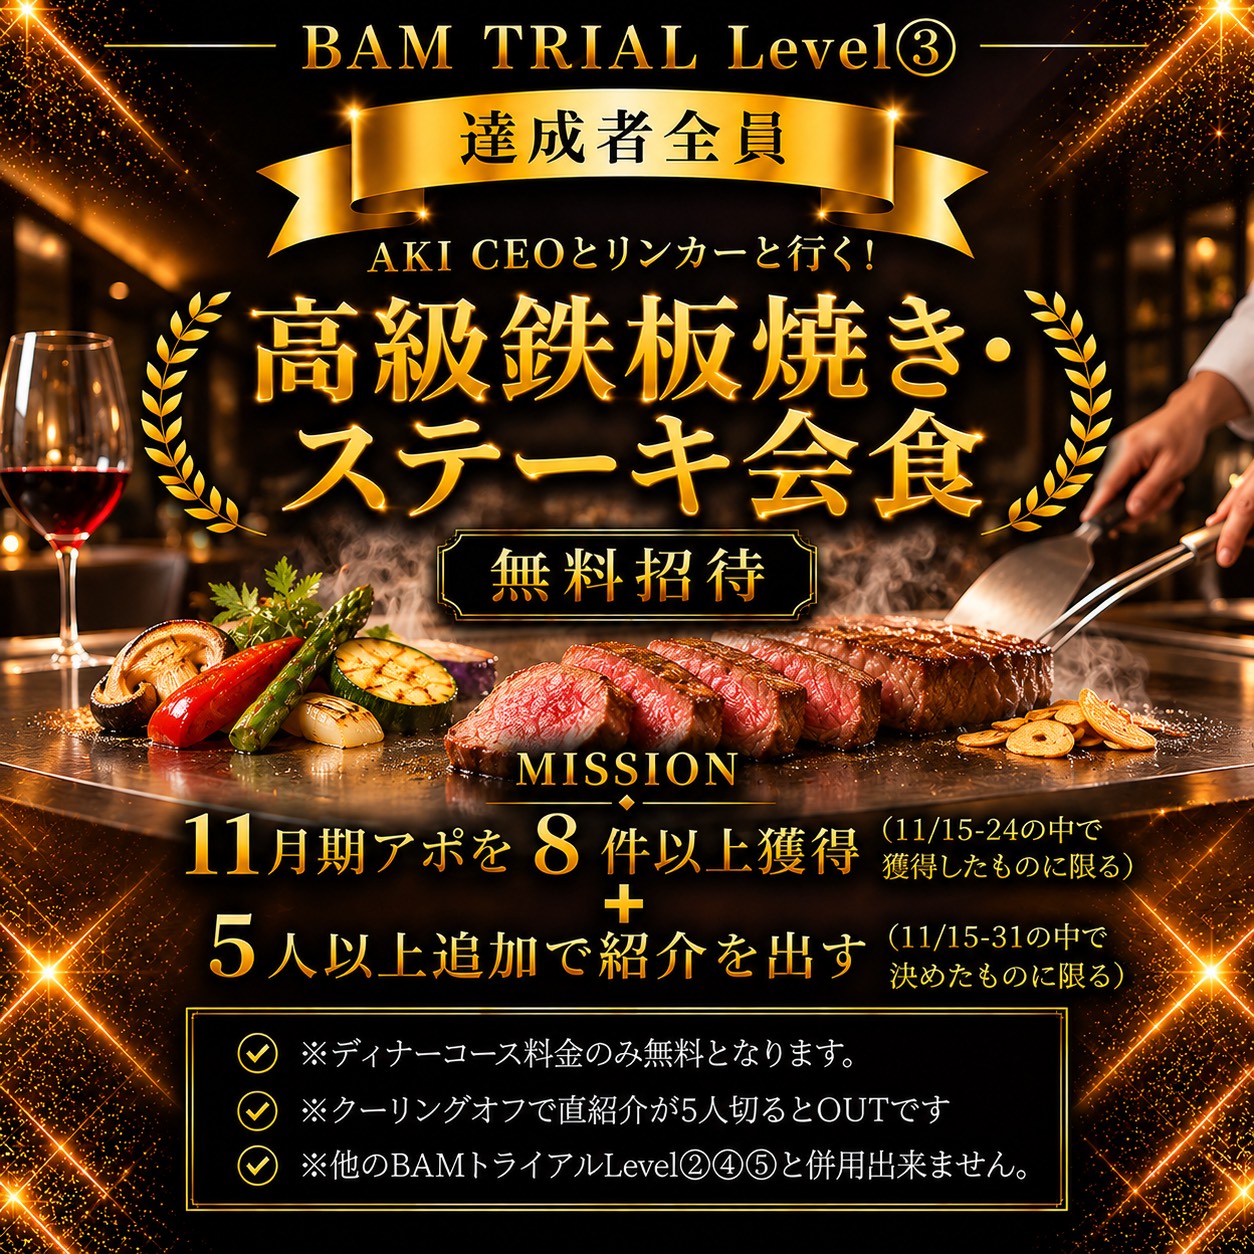 BAM TRIAL Level③
達成者全員
AKI CEOとリンカーと行く!
高級鉄板焼き・
ステーキ会食
無料招待
MISSION
11月期アポを 8 件以上獲得
(11/15-24の中で
獲得したものに限る)
+
5人以上追加で紹介を出す
(11/15-31の中で
決めたものに限る)
※ディナーコース料金のみ無料となります。
※クーリングオフで直紹介が5人切るとOUTです
※他のBAMトライアルLevel②④⑤と併用出来ません。